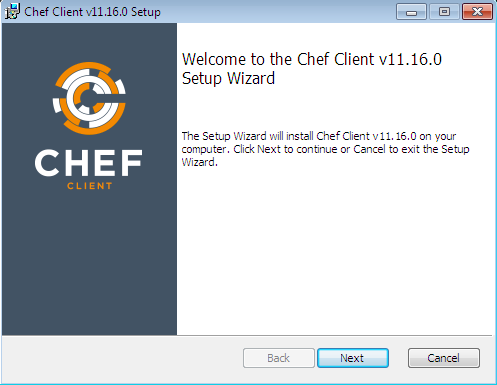 Chef Client v11.16.0 Setup
Welcome to the Chef Client v11.16.0
Setup Wizard
The Setup Wizard will install Chef Client v11.16.0 on your
computer. Click Next to continue or Cancel to exit the Setup
Wizard.
CHEF
CLIENT
Back
Next
Cancel